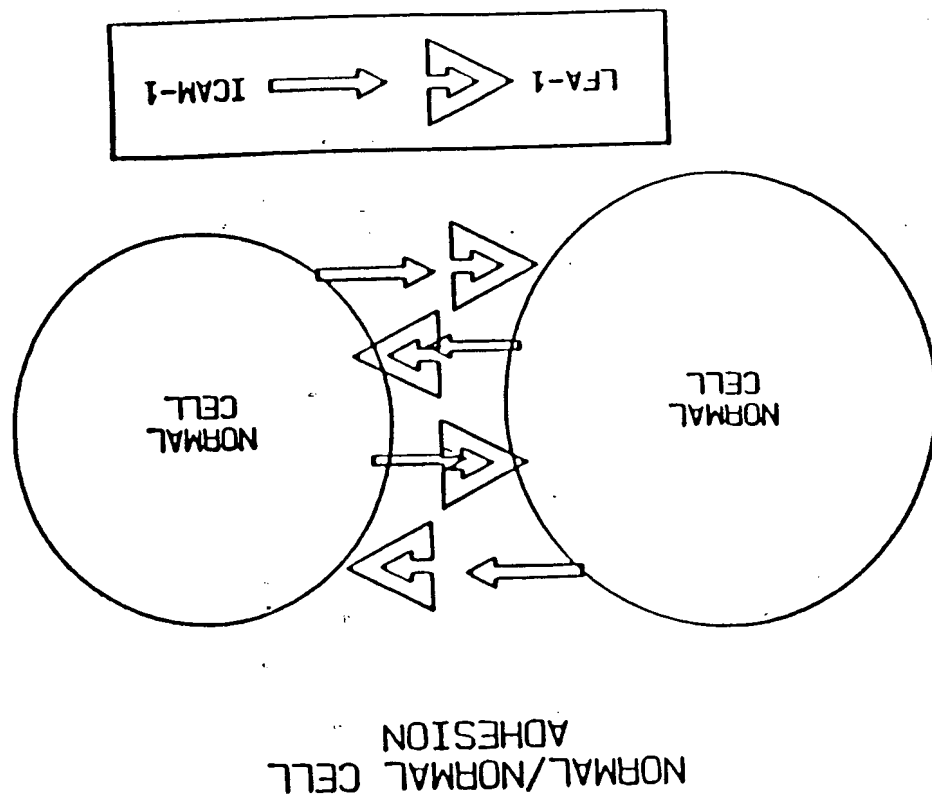 NORMAL/NORMAL CELL
ADHESION
NORMAL
CELL
NORMAL
CELL
LFA-1
ICAM-1